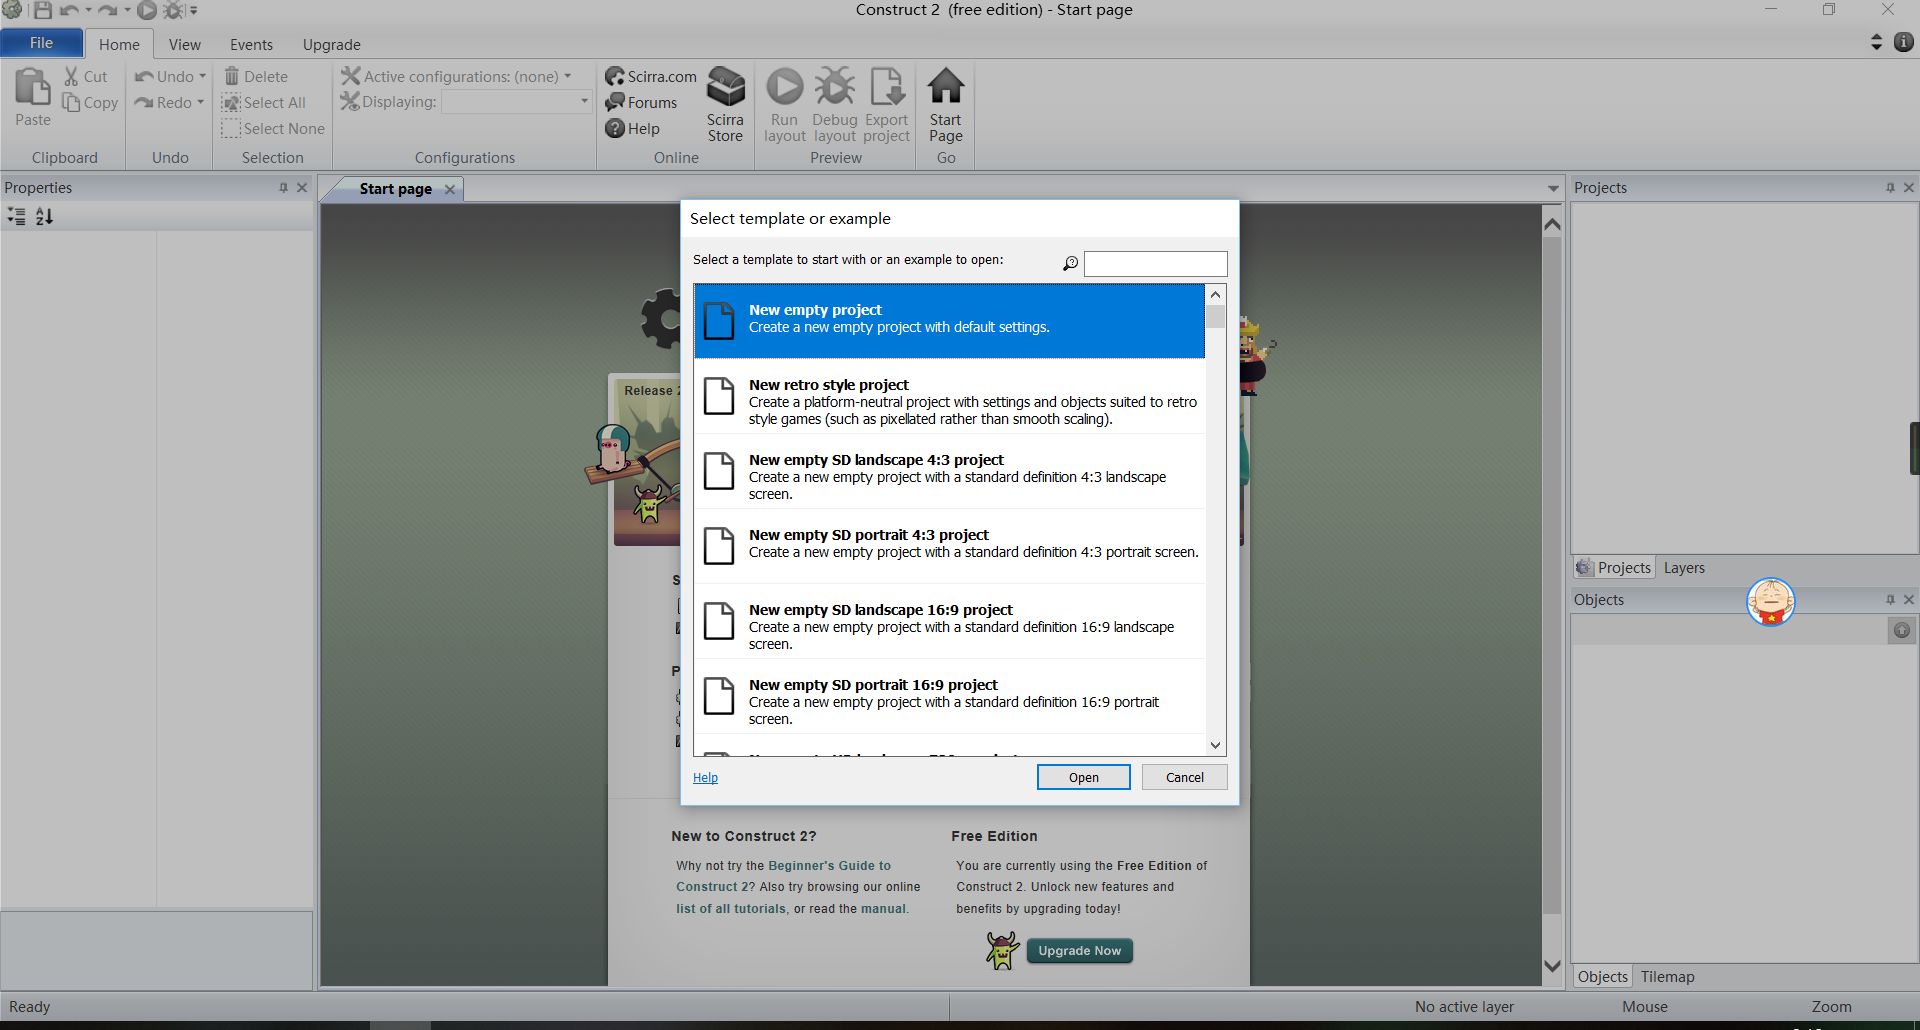 Construct 2 (free edition) - Start page
File
Home
View
Events
Upgrade
Paste
Cut
Copy
Clipboard
Undo
Redo
Undo
Delete
Select All
Select None
Selection
Active configurations: (none)
Displaying:
Configurations
Scirra.com
Forums
Help
Scirra
Store
Online
Run
layout
Debug
layout
Export
project
Preview
Start
Page
Go
Properties
Start page
Projects
Release
Select template or example
Select a template to start with or an example to open:
New empty project
Create a new empty project with default settings.
New retro style project
Create a platform-neutral project with settings and objects suited to retro
style games (such as pixellated rather than smooth scaling).
New empty SD landscape 4:3 project
Create a new empty project with a standard definition 4:3 landscape
screen.
New empty SD portrait 4:3 project
Create a new empty project with a standard definition 4:3 portrait screen.
New empty SD landscape 16:9 project
Create a new empty project with a standard definition 16:9 landscape
screen.
New empty SD portrait 16:9 project
Create a new empty project with a standard definition 16:9 portrait
screen.
Help
Open
Cancel
New to Construct 2?
Why not try the Beginner's Guide to
Construct 2? Also try browsing our online
list of all tutorials, or read the manual.
Free Edition
You are currently using the Free Edition of
Construct 2. Unlock new features and
benefits by upgrading today!
Upgrade Now
Projects
Layers
Objects
Objects
Tilemap
Ready
No active layer
Mouse
Zoom